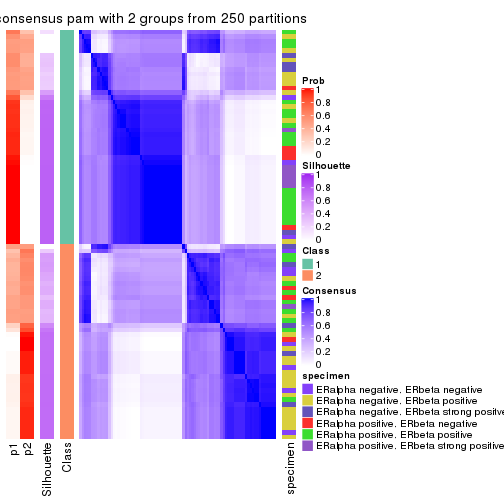 consensus pam with 2 groups from 250 partitions
Prob
1
0.8
0.6
0.4
0.2
0
Silhouette
1
0.8
0.6
0.4
0.2
0
Class
1
2
Consensus
1
0.8
0.6
0.4
0.2
0
specimen
ERalpha negative. ERbeta negative
ERalpha negative. ERbeta positive
ERalpha negative. ERbeta strong positive
ERalpha positive. ERbeta negative
ERalpha positive. ERbeta positive
ERalpha positive. ERbeta strong positive
p1
p2
Silhouette
Class
specimen